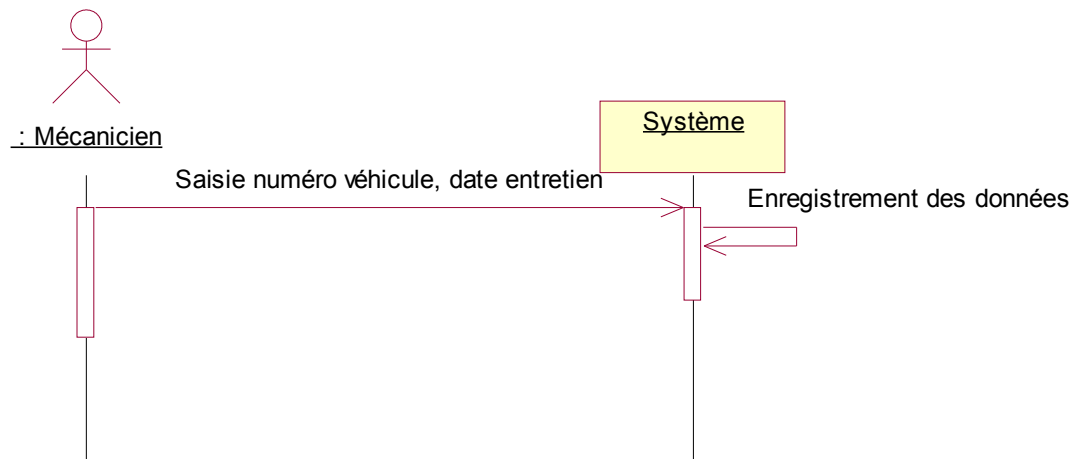 : Mécanicien
Système
Saisie numéro véhicule, date entretien
Enregistrement des données